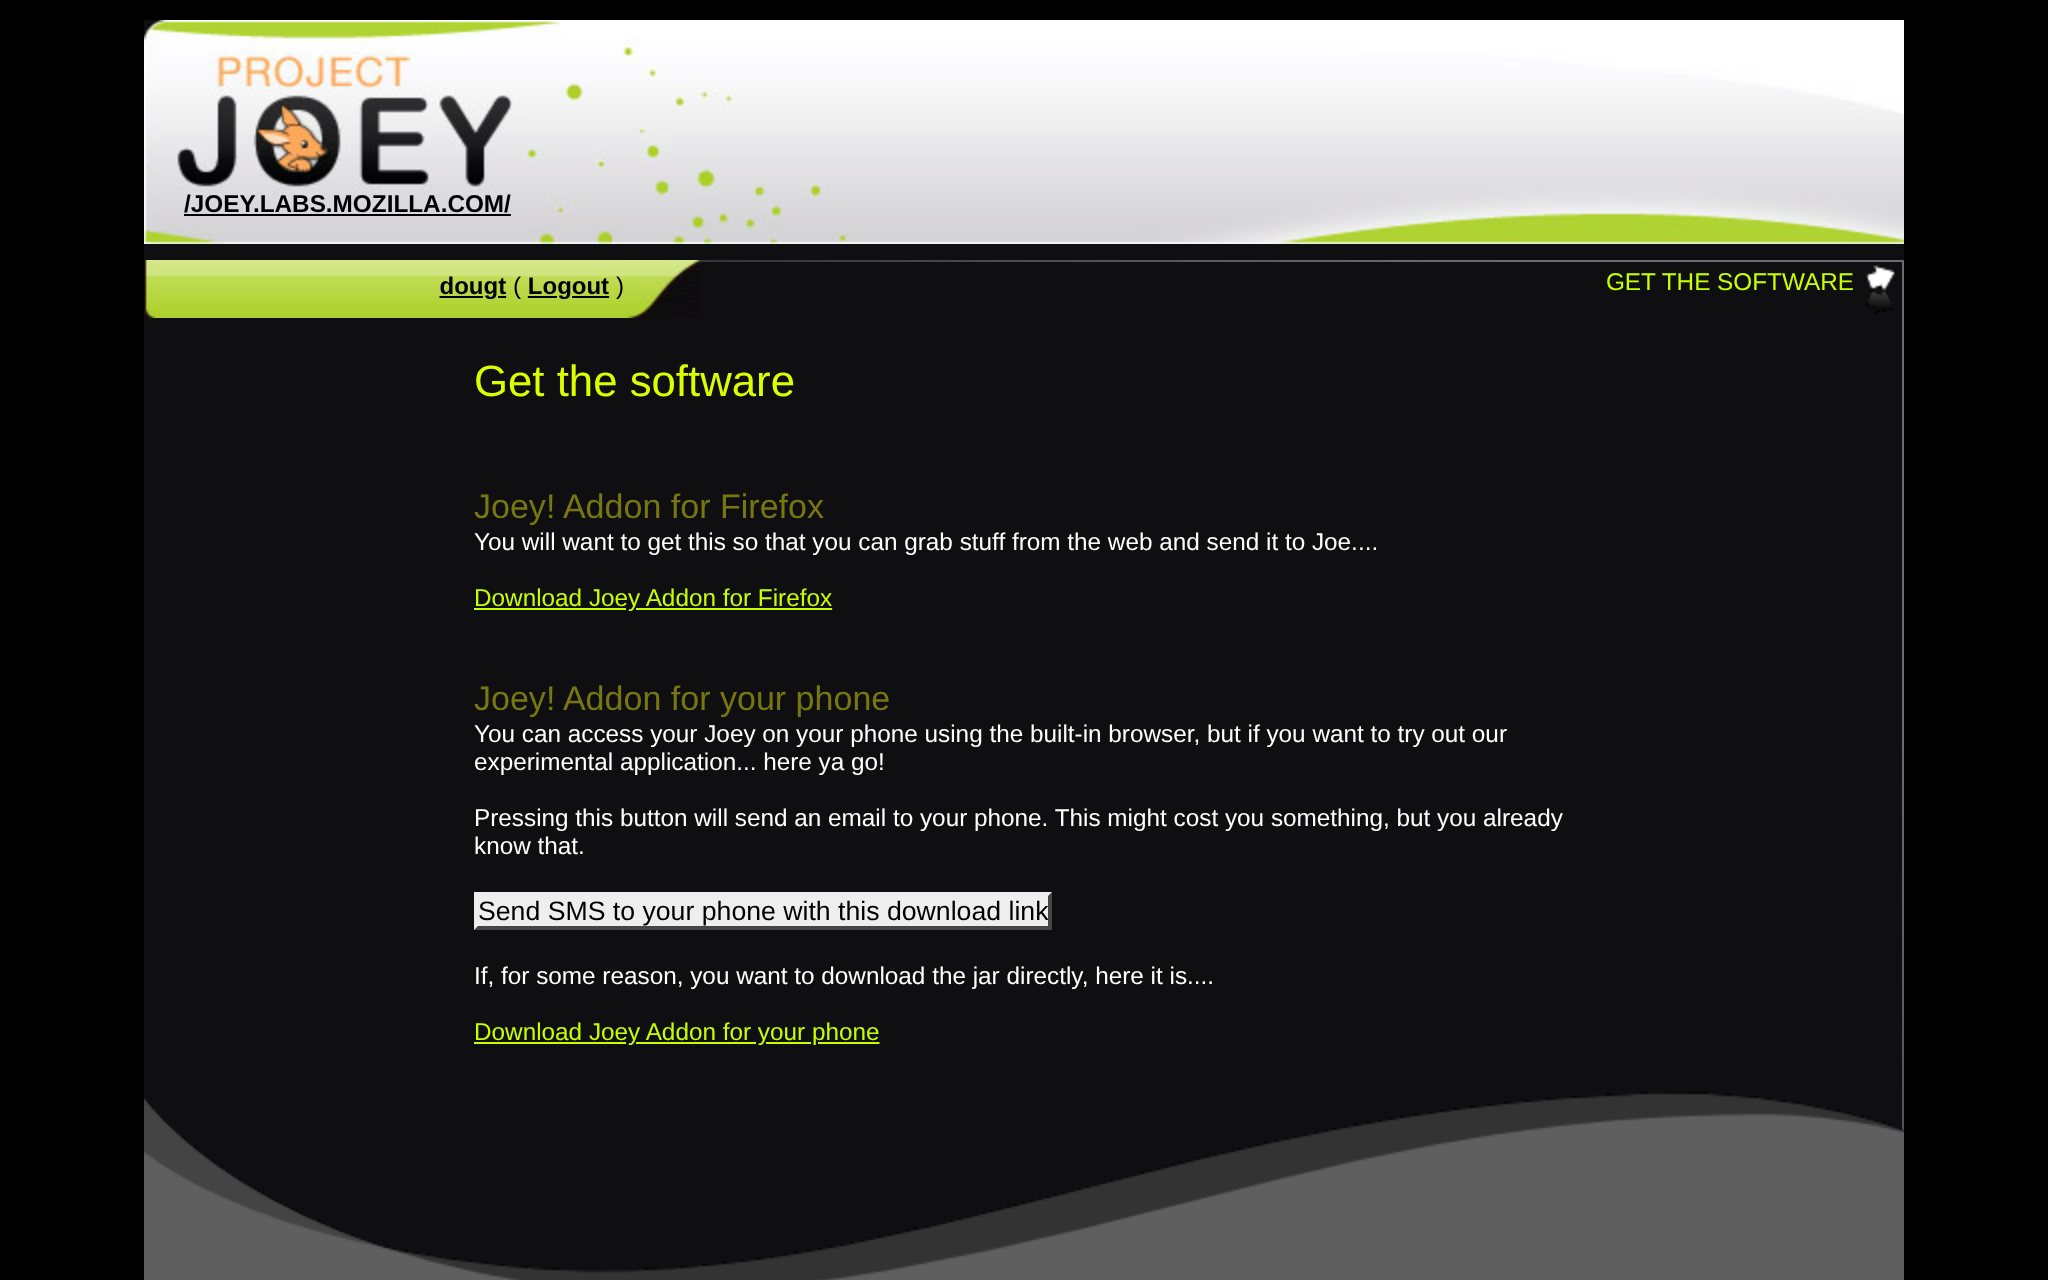 PROJECT
JOEY
/JOEY.LABS.MOZILLA.COM/
dougt ( Logout )
GET THE SOFTWARE
Get the software
Joey! Addon for Firefox
You will want to get this so that you can grab stuff from the web and send it to Joe....
Download Joey Addon for Firefox
Joey! Addon for your phone
You can access your Joey on your phone using the built-in browser, but if you want to try out our
experimental application... here ya go!
Pressing this button will send an email to your phone. This might cost you something, but you already
know that.
Send SMS to your phone with this download link
If, for some reason, you want to download the jar directly, here it is....
Download Joey Addon for your phone